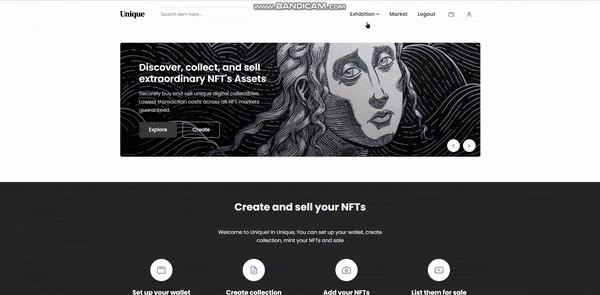 www.BANDICAM.com
Unique
Search item here...
Exhibition
Market
Logout
Discover, collect, and sell
extraordinary NFT's Assets
Securely buy and sell unique digital collectibles.
Lowest transaction costs across all NFT markets
guaranteed.
Explore
Create
Create and sell your NFTs
Welcome to Unique! In Unique, You can set up your wallet, create
collection, mint your NFTs and sale
Set up your wallet
Create collection
Add your NFTs
List them for sale